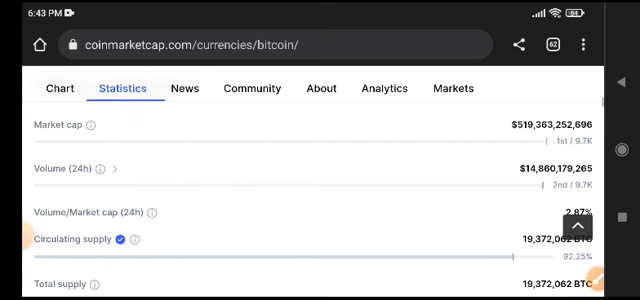 6:43 PM
coinmarketcap.com/currencies/bitcoin/
62
Chart Statistics News Community About Analytics Markets
Market cap $519,363,252,696
1st / 9.7K
Volume (24h) $14,860,179,265
2nd / 9.7K
Volume/Market cap (24h) 2.87%
Circulating supply 19,372,062 BTC
92.25%
Total supply 19,372,062 BTC